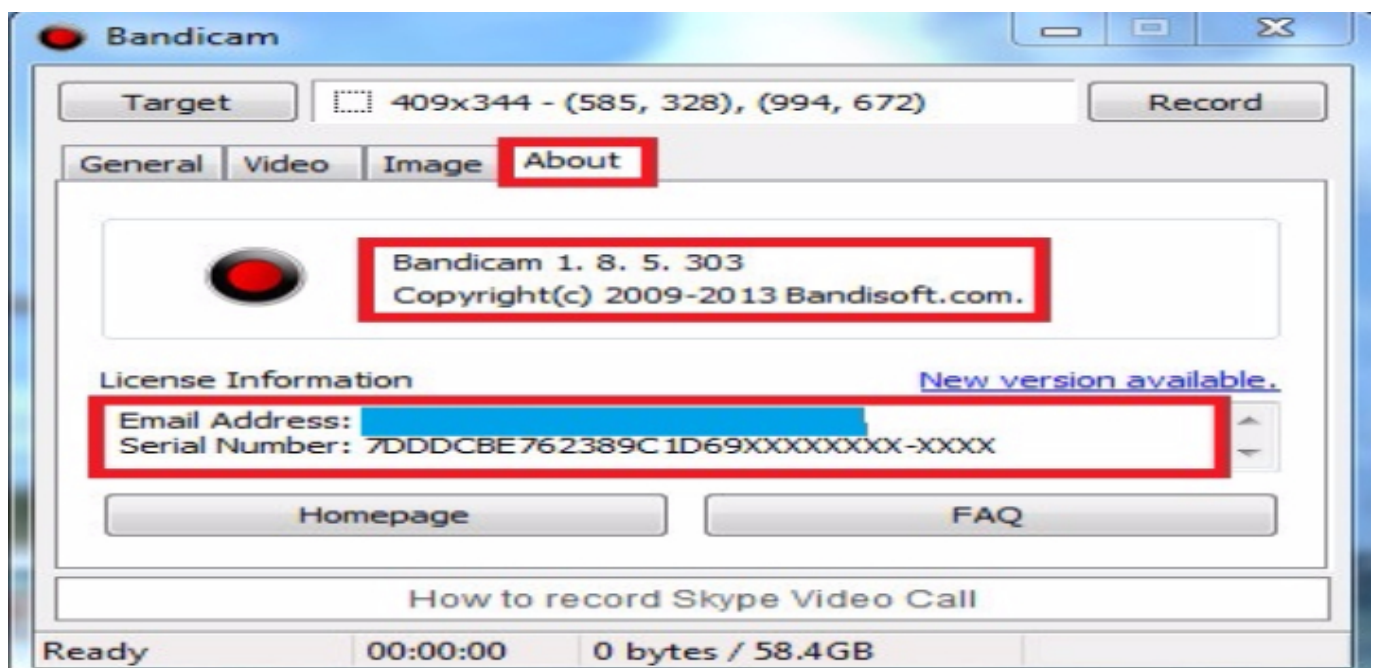 Bandicam
Target 409x344 - (585, 328), (994, 672) Record
General Video Image About
Bandicam 1. 8. 5. 303
Copyright(c) 2009-2013 Bandisoft.com.
License Information New version available.
Email Address:
Serial Number: 7DDDCBE762389C1D69XXXXXXXX-XXXX
Homepage FAQ
How to record Skype Video Call
Ready 00:00:00 0 bytes / 58.4GB